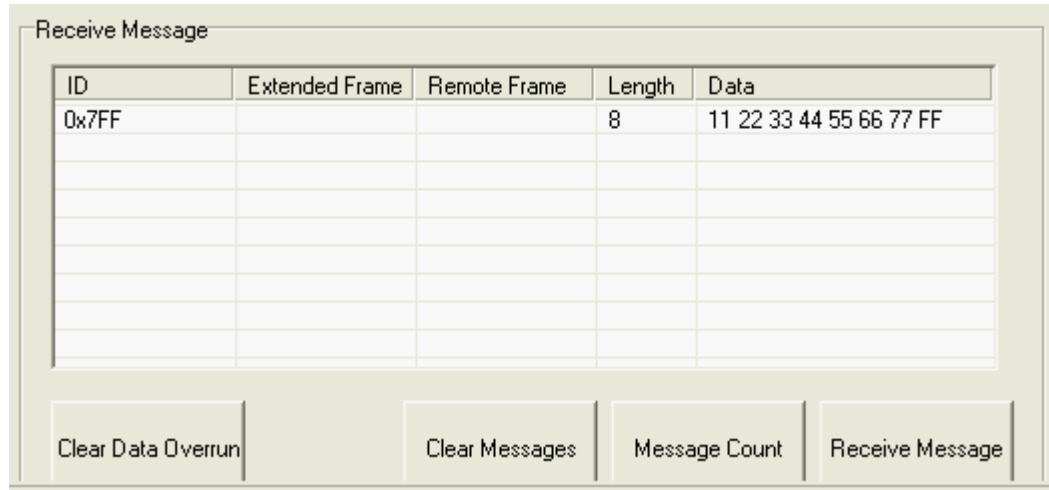 Receive Message
ID Extended Frame Remote Frame Length Data
0x7FF 8 11 22 33 44 55 66 77 FF
Clear Data Overrun Clear Messages Message Count Receive Message